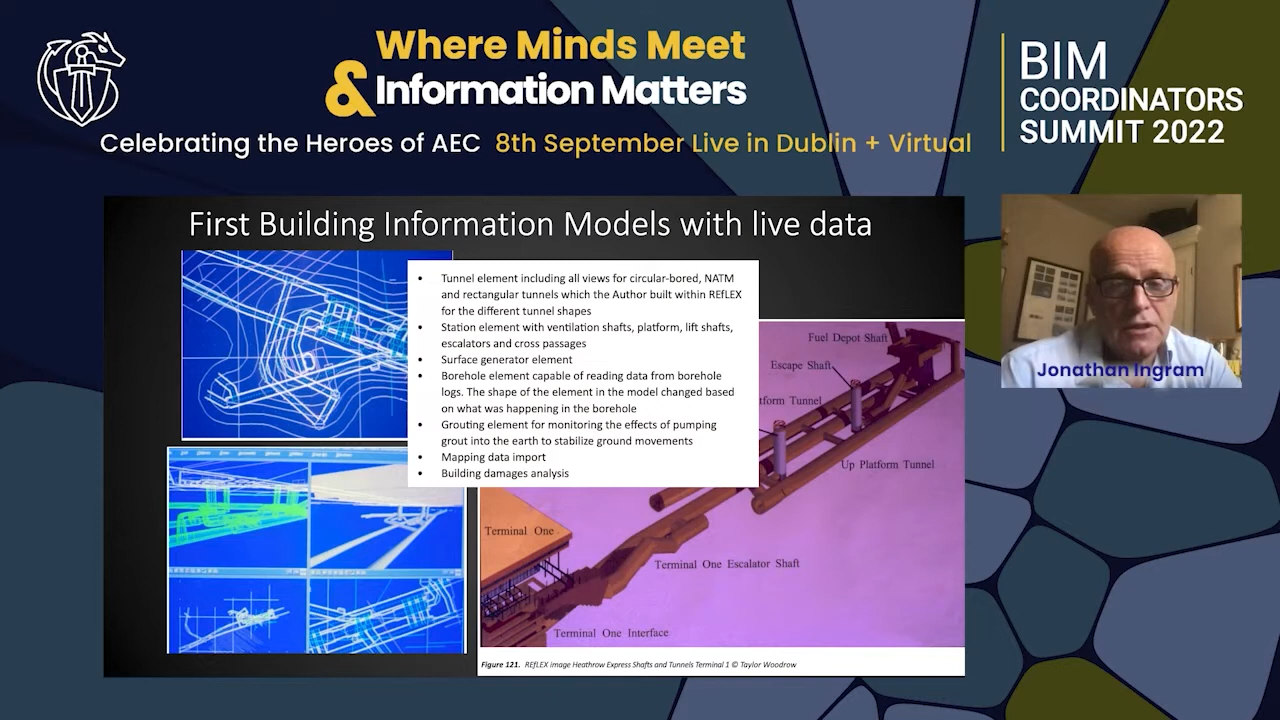 Where Minds Meet
& Information Matters
Celebrating the Heroes of AEC 8th September Live in Dublin + Virtual
BIM
COORDINATORS
SUMMIT 2022
First Building Information Models with live data
• Tunnel element including all views for circular-bored, NATM
and rectangular tunnels which the Author built within REfLEX
for the different tunnel shapes
• Station element with ventilation shafts, platform, lift shafts,
escalators and cross passages
• Surface generator element
• Borehole element capable of reading data from borehole
logs. The shape of the element in the model changed based
on what was happening in the borehole
• Grouting element for monitoring the effects of pumping
grout into the earth to stabilize ground movements
• Mapping data import
• Building damages analysis
Fuel Depot Shaft
Escape Shaft
tform Tunnel
Up Platform Tunnel
Terminal One
Terminal One Escalator Shaft
Terminal One Interface
Figure 121. REfLEX image Heathrow Express Shafts and Tunnels Terminal 1 © Taylor Woodrow
Jonathan Ingram